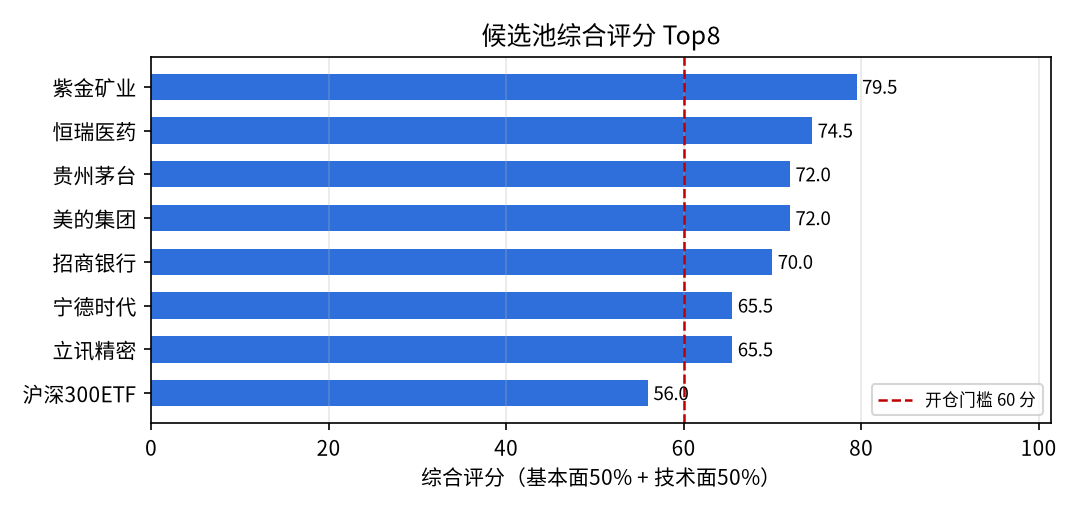 候选池综合评分 Top8
紫金矿业 79.5
恒瑞医药 74.5
贵州茅台 72.0
美的集团 72.0
招商银行 70.0
宁德时代 65.5
立讯精密 65.5
沪深300ETF 56.0
开仓门槛 60 分
0 20 40 60 80 100
综合评分（基本面50% + 技术面50%）